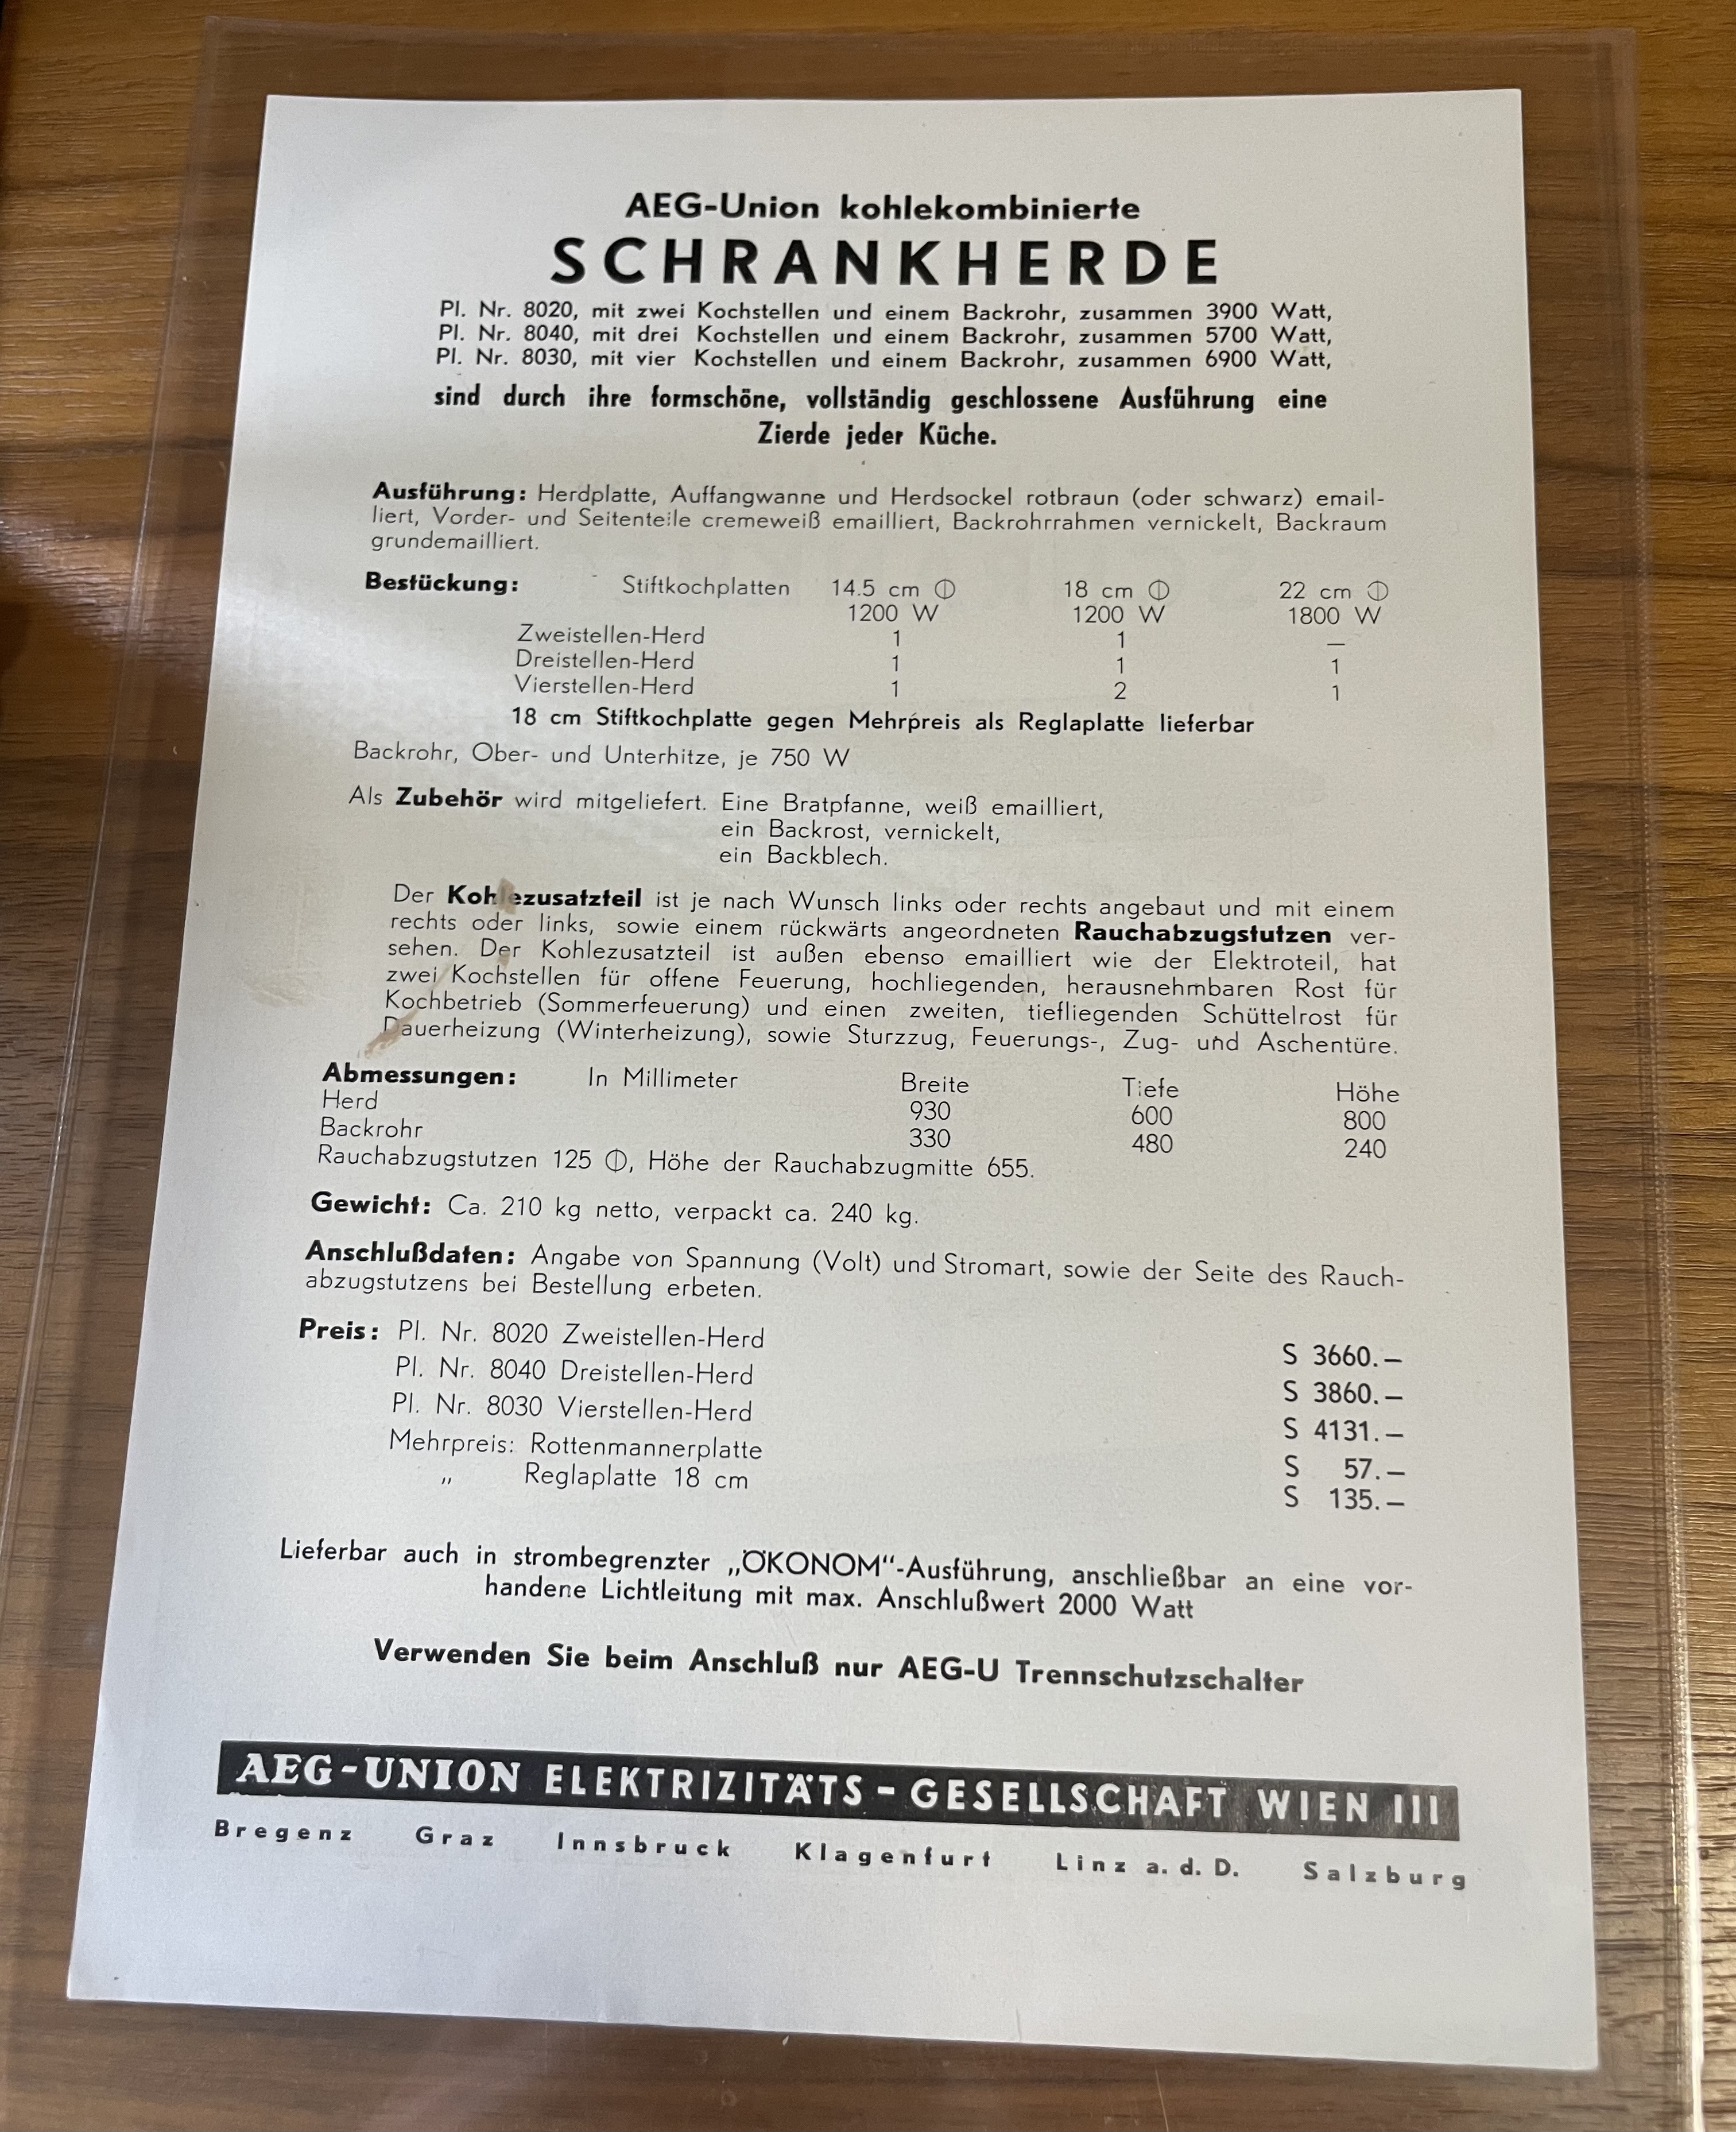 AEG-Union kohlekombinierte
SCHRANKHERDE
Pl. Nr. 8020, mit zwei Kochstellen und einem Backrohr, zusammen 3900 Watt,
Pl. Nr. 8040, mit drei Kochstellen und einem Backrohr, zusammen 5700 Watt,
Pl. Nr. 8030, mit vier Kochstellen und einem Backrohr, zusammen 6900 Watt,
sind durch ihre formschöne, vollständig geschlossene Ausführung eine
Zierde jeder Küche.
Ausführung: Herdplatte, Auffangwanne und Herdsockel rotbraun (oder schwarz) email-
liert, Vorder- und Seitenteile cremeweiß emailliert, Backrohrrahmen vernickelt, Backraum
grundemailliert.
Bestückung: Stiftkochplatten 14.5 cm ⌀ 18 cm ⌀ 22 cm ⌀
1200 W 1200 W 1800 W
Zweistellen-Herd 1 1 —
Dreistellen-Herd 1 1 1
Vierstellen-Herd 1 2 1
18 cm Stiftkochplatte gegen Mehrpreis als Reglaplatte lieferbar
Backrohr, Ober- und Unterhitze, je 750 W
Als Zubehör wird mitgeliefert. Eine Bratpfanne, weiß emailliert,
ein Backrost, vernickelt,
ein Backblech.
Der Kohlezusatzteil ist je nach Wunsch links oder rechts angebaut und mit einem
rechts oder links, sowie einem rückwärts angeordneten Rauchabzugstutzen ver-
sehen. Der Kohlezusatzteil ist außen ebenso emailliert wie der Elektroteil, hat
zwei Kochstellen für offene Feuerung, hochliegenden, herausnehmbaren Rost für
Kochbetrieb (Sommerfeuerung) und einen zweiten, tiefliegenden Schüttelrost für
Dauerheizung (Winterheizung), sowie Sturzzug, Feuerungs-, Zug- und Aschentüre.
Abmessungen: In Millimeter Breite Tiefe Höhe
Herd 930 600 800
Backrohr 330 480 240
Rauchabzugstutzen 125 ⌀, Höhe der Rauchabzugmitte 655.
Gewicht: Ca. 210 kg netto, verpackt ca. 240 kg.
Anschlußdaten: Angabe von Spannung (Volt) und Stromart, sowie der Seite des Rauch-
abzugstutzens bei Bestellung erbeten.
Preis: Pl. Nr. 8020 Zweistellen-Herd S 3660.—
Pl. Nr. 8040 Dreistellen-Herd S 3860.—
Pl. Nr. 8030 Vierstellen-Herd S 4131.—
Mehrpreis: Rottenmannerplatte S 57.—
„ Reglaplatte 18 cm S 135.—
Lieferbar auch in strombegrenzter „ÖKONOM“-Ausführung, anschließbar an eine vor-
handene Lichtleitung mit max. Anschlußwert 2000 Watt
Verwenden Sie beim Anschluß nur AEG-U Trennschutzschalter
AEG-UNION ELEKTRIZITÄTS-GESELLSCHAFT WIEN III
Bregenz Graz Innsbruck Klagenfurt Linz a. d. D. Salzburg